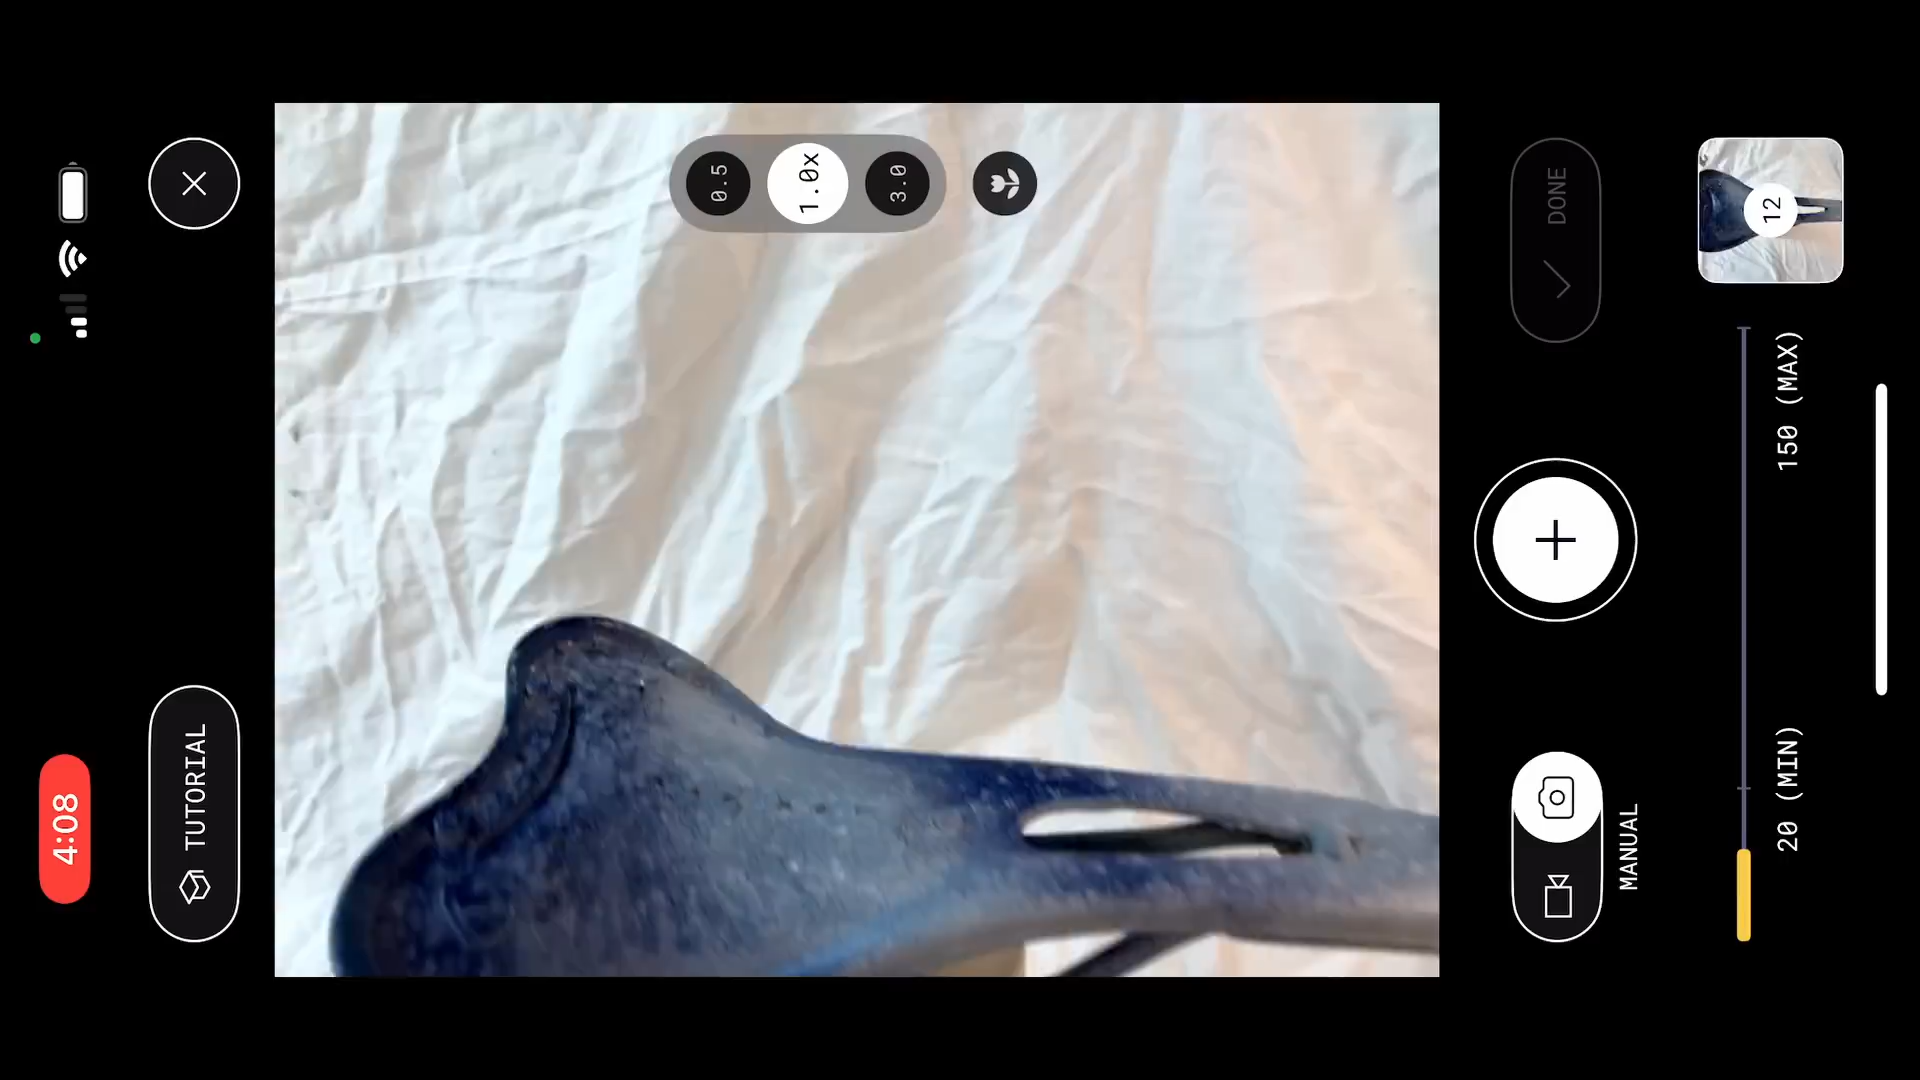 4:08
TUTORIAL
0.5
1.0x
3.0
DONE
12
150 (MAX)
20 (MIN)
MANUAL